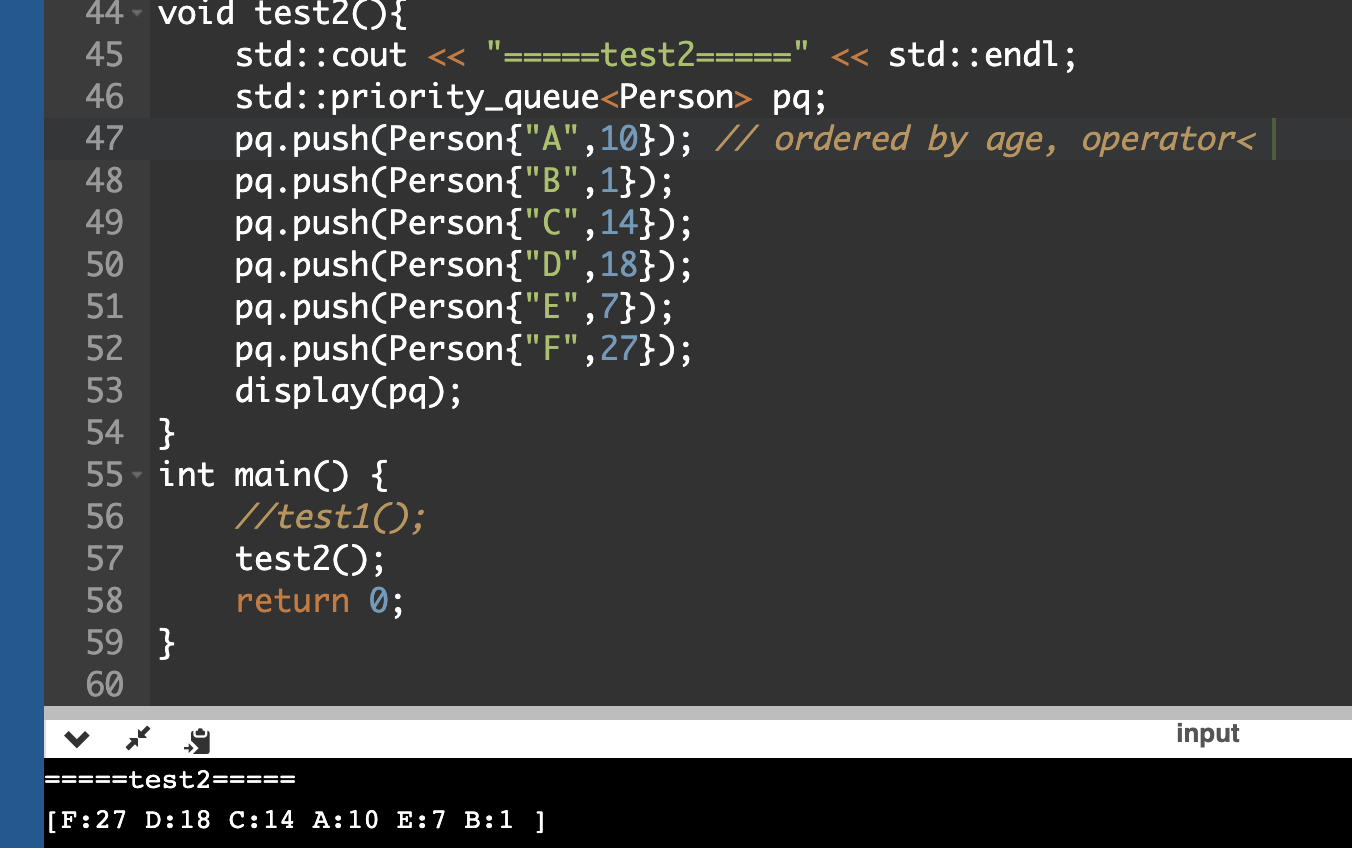 44 void test2(){
45     std::cout << "=====test2=====" << std::endl;
46     std::priority_queue<Person> pq;
47     pq.push(Person{"A",10}); // ordered by age, operator<
48     pq.push(Person{"B",1});
49     pq.push(Person{"C",14});
50     pq.push(Person{"D",18});
51     pq.push(Person{"E",7});
52     pq.push(Person{"F",27});
53     display(pq);
54 }
55 int main() {
56     //test1();
57     test2();
58     return 0;
59 }
60
input
=====test2=====
[F:27 D:18 C:14 A:10 E:7 B:1 ]